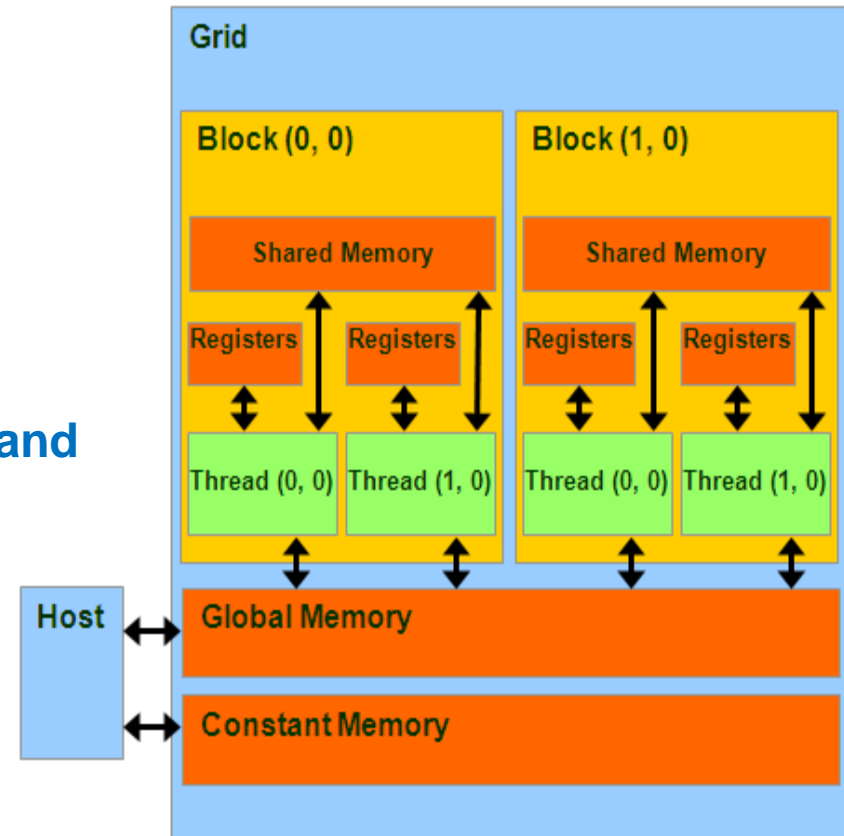 Grid
Block (0, 0) Block (1, 0)
Shared Memory Shared Memory
Registers Registers Registers Registers
and
Thread (0, 0) Thread (1, 0) Thread (0, 0) Thread (1, 0)
Host Global Memory
Constant Memory